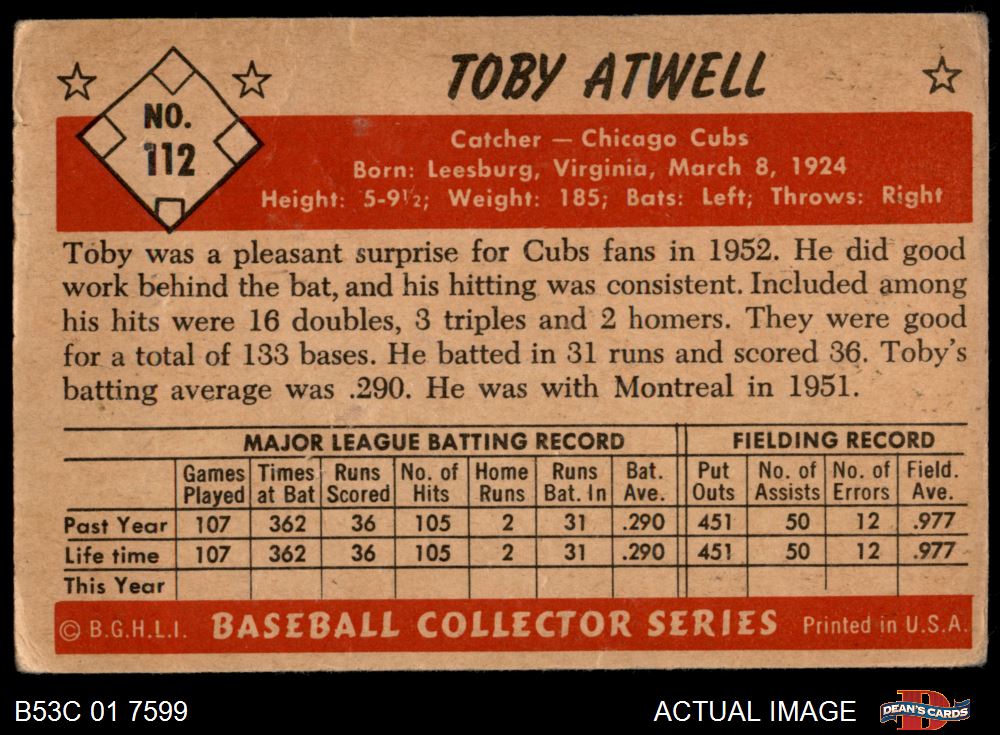 TOBY ATWELL
NO.
112
Catcher — Chicago Cubs
Born: Leesburg, Virginia, March 8, 1924
Height: 5-9½; Weight: 185; Bats: Left; Throws: Right
Toby was a pleasant surprise for Cubs fans in 1952. He did good
work behind the bat, and his hitting was consistent. Included among
his hits were 16 doubles, 3 triples and 2 homers. They were good
for a total of 133 bases. He batted in 31 runs and scored 36. Toby's
batting average was .290. He was with Montreal in 1951.
MAJOR LEAGUE BATTING RECORD FIELDING RECORD
Games Times Runs No. of Home Runs Bat. Put No. of No. of Field.
Played at Bat Scored Hits Runs Bat. In Ave. Outs Assists Errors Ave.
Past Year 107 362 36 105 2 31 .290 451 50 12 .977
Life time 107 362 36 105 2 31 .290 451 50 12 .977
This Year
© B.G.H.L.I. BASEBALL COLLECTOR SERIES Printed in U.S.A.
B53C 01 7599 ACTUAL IMAGE D DEAN'S CARDS